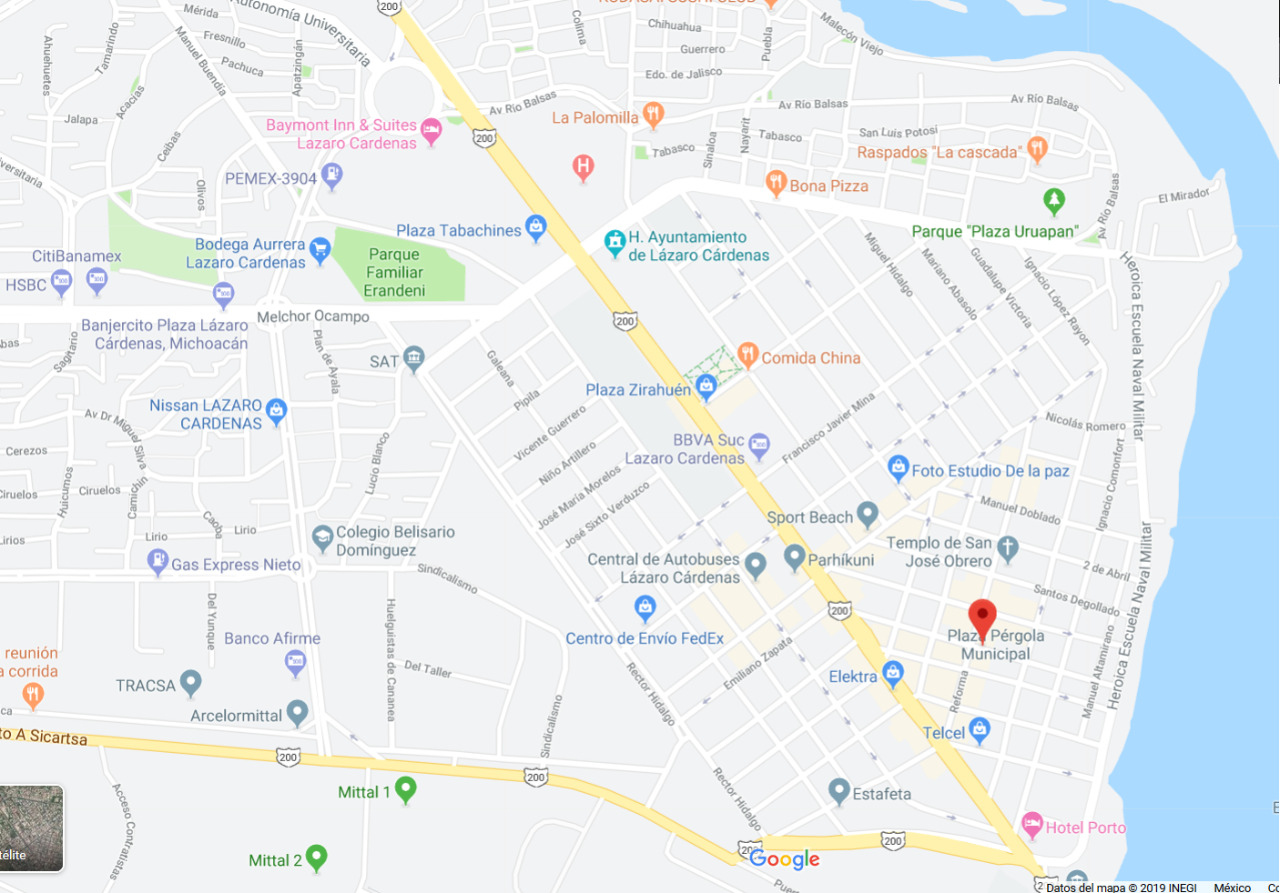 200
Mérida
Autonomía Universitaria
Colima
Chihuahua
Puebla
Malecón Viejo
Ahuehuetes
Tamarindo
Fresnillo
Manuel Buendía
Apatzingán
Guerrero
Pachuca
Edo. de Jalisco
Acacias
Jalapa
Ceibas
Av Río Balsas
Av Río Balsas
Av Río Balsas
La Palomilla
Baymont Inn & Suites
Lazaro Cardenas
200
Tabasco
San Luis Potosí
Sinaloa
Nayarit
Tabasco
Raspados "La cascada"
H
PEMEX-3904
Olivos
Bona Pizza
El Mirador
Av Río Balsas
Plaza Tabachines
Parque "Plaza Uruapan"
H. Ayuntamiento
de Lázaro Cárdenas
Bodega Aurrera
Lazaro Cardenas
Parque
Familiar
Erandeni
CitiBanamex
HSBC
Miguel Hidalgo
Mariano Abasolo
Guadalupe Victoria
Ignacio López Rayon
Heroica Escuela Naval Militar
Melchor Ocampo
200
Banjercito Plaza Lázaro
Cárdenas, Michoacán
Sagitario
Plan de Ayala
SAT
Galeana
Comida China
Plaza Zirahuén
Pipila
Nissan LAZARO
CARDENAS
Av Dr Miguel Silva
Vicente Guerrero
Francisco Javier Mina
Nicolás Romero
BBVA Suc
Lazaro Cardenas
Cerezos
Lucio Blanco
Niño Artillero
Foto Estudio De la paz
Ignacio Comonfort
Huicumos
Ciruelos
Ciruelos
Camichin
José María Morelos
José Sixto Verduzco
Manuel Doblado
Sport Beach
Caoba
Lirio
Lirio
Lirios
Colegio Belisario
Domínguez
Templo de San
José Obrero
Central de Autobuses
Lázaro Cárdenas
Parhíkuni
2 de Abril
Gas Express Nieto
Sindicalismo
Santos Degollado
Heroica Escuela Naval Militar
Del Yunque
Huelguistas de Cananea
200
Centro de Envío FedEx
Plaza Pérgola
Municipal
Banco Afirme
reunión
corrida
Del Taller
Emiliano Zapata
Manuel Altamirano
TRACSA
Elektra
Reforma
Rector Hidalgo
Arcelormittal
Sindicalismo
to A Sicartsa
200
Telcel
200
Mittal 1
Rector Hidalgo
Estafeta
Acceso Contratistas
Hotel Porto
200
télite
Mittal 2
Google
Datos del mapa © 2019 INEGI México